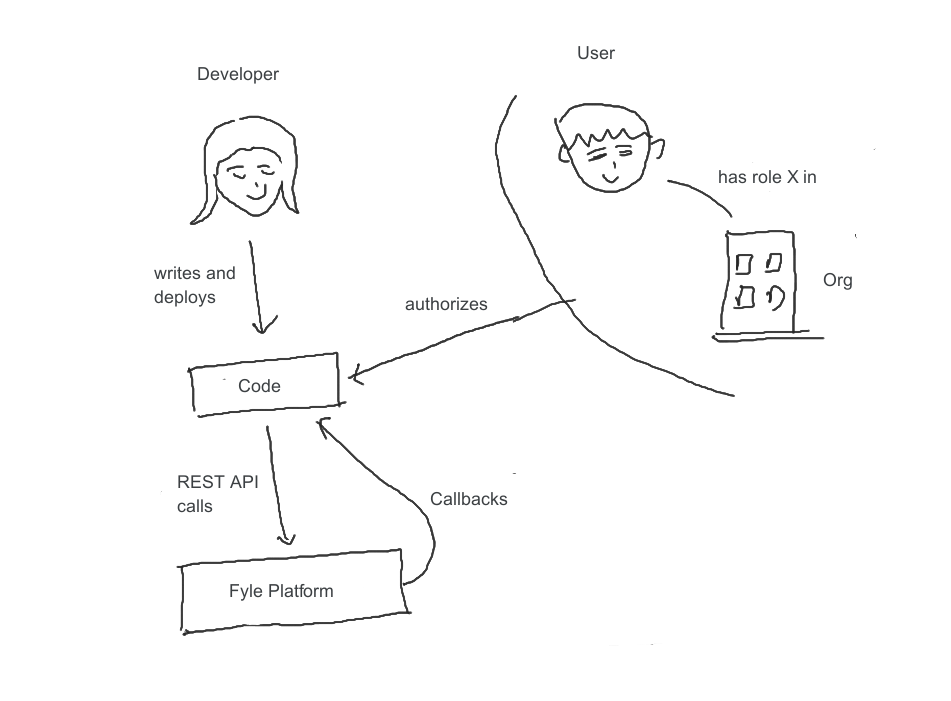 User
Developer
has role X in
writes and
deploys
Org
authorizes
Code
REST API
calls
Callbacks
Fyle Platform